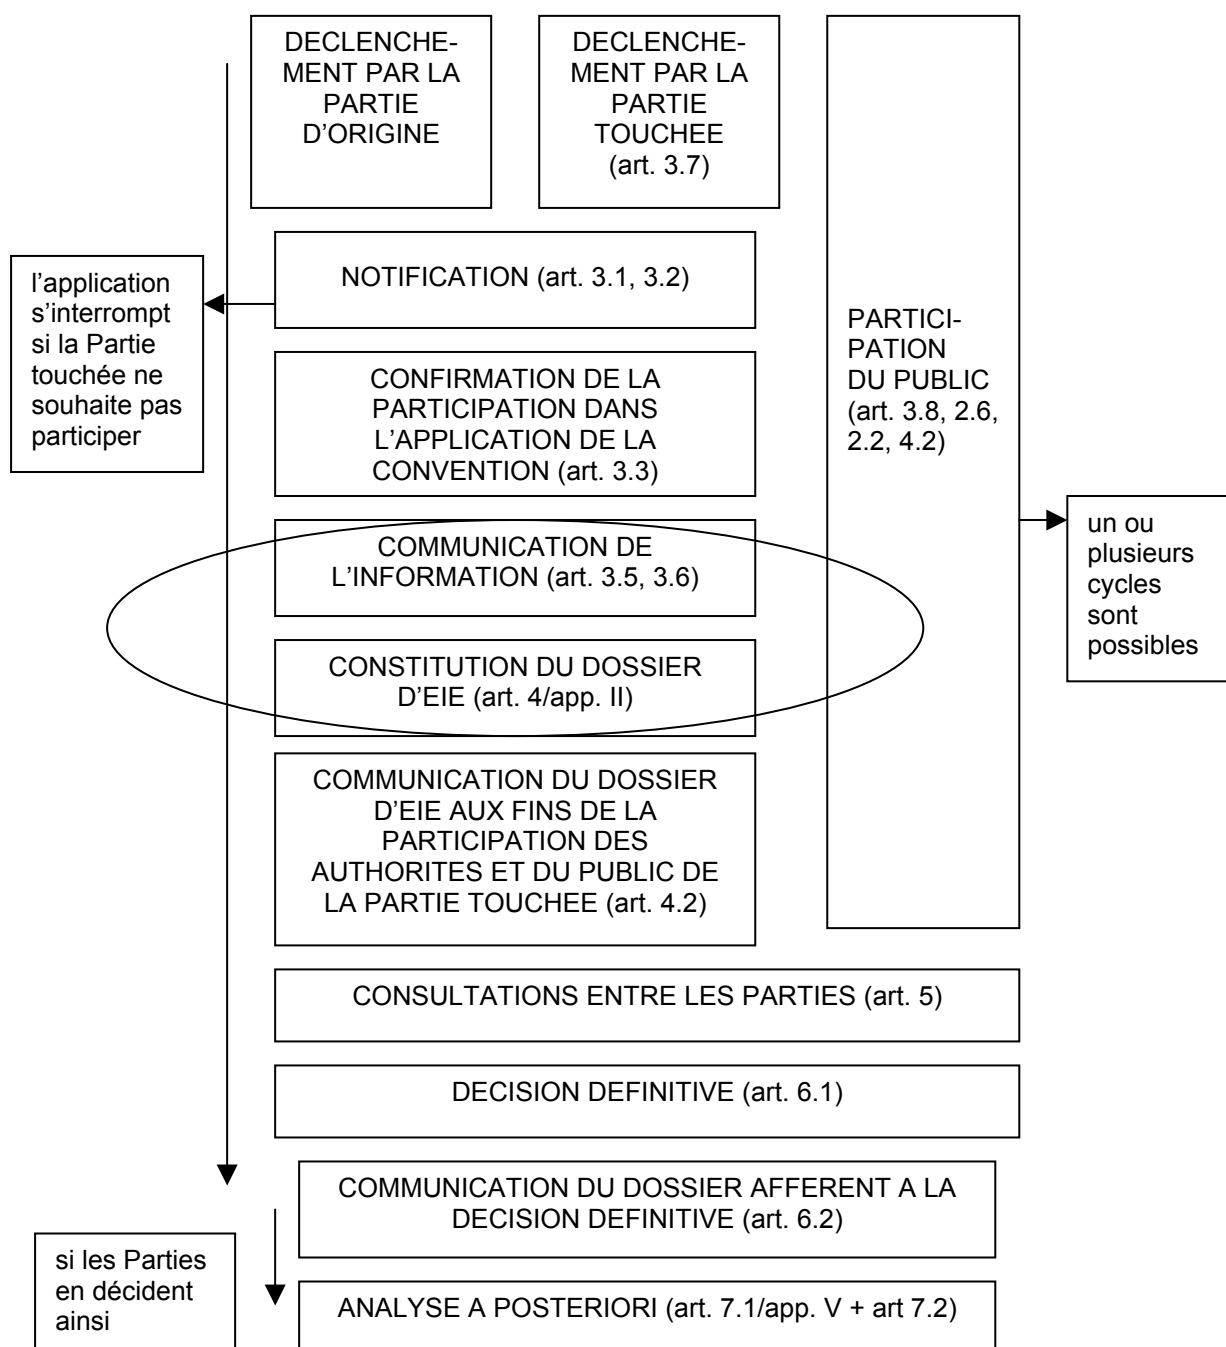 DECLENCHE-
MENT PAR LA
PARTIE
D’ORIGINE
DECLENCHE-
MENT PAR LA
PARTIE
TOUCHEE
(art. 3.7)
NOTIFICATION (art. 3.1, 3.2)
l’application
s’interrompt
si la Partie
touchée ne
souhaite pas
participer
CONFIRMATION DE LA
PARTICIPATION DANS
L’APPLICATION DE LA
CONVENTION (art. 3.3)
PARTICI-
PATION
DU PUBLIC
(art. 3.8, 2.6,
2.2, 4.2)
un ou
plusieurs
cycles
sont
possibles
COMMUNICATION DE
L’INFORMATION (art. 3.5, 3.6)
CONSTITUTION DU DOSSIER
D’EIE (art. 4/app. II)
COMMUNICATION DU DOSSIER
D’EIE AUX FINS DE LA
PARTICIPATION DES
AUTHORITES ET DU PUBLIC DE
LA PARTIE TOUCHEE (art. 4.2)
CONSULTATIONS ENTRE LES PARTIES (art. 5)
DECISION DEFINITIVE (art. 6.1)
COMMUNICATION DU DOSSIER AFFERENT A LA
DECISION DEFINITIVE (art. 6.2)
si les Parties
en décident
ainsi
ANALYSE A POSTERIORI (art. 7.1/app. V + art 7.2)